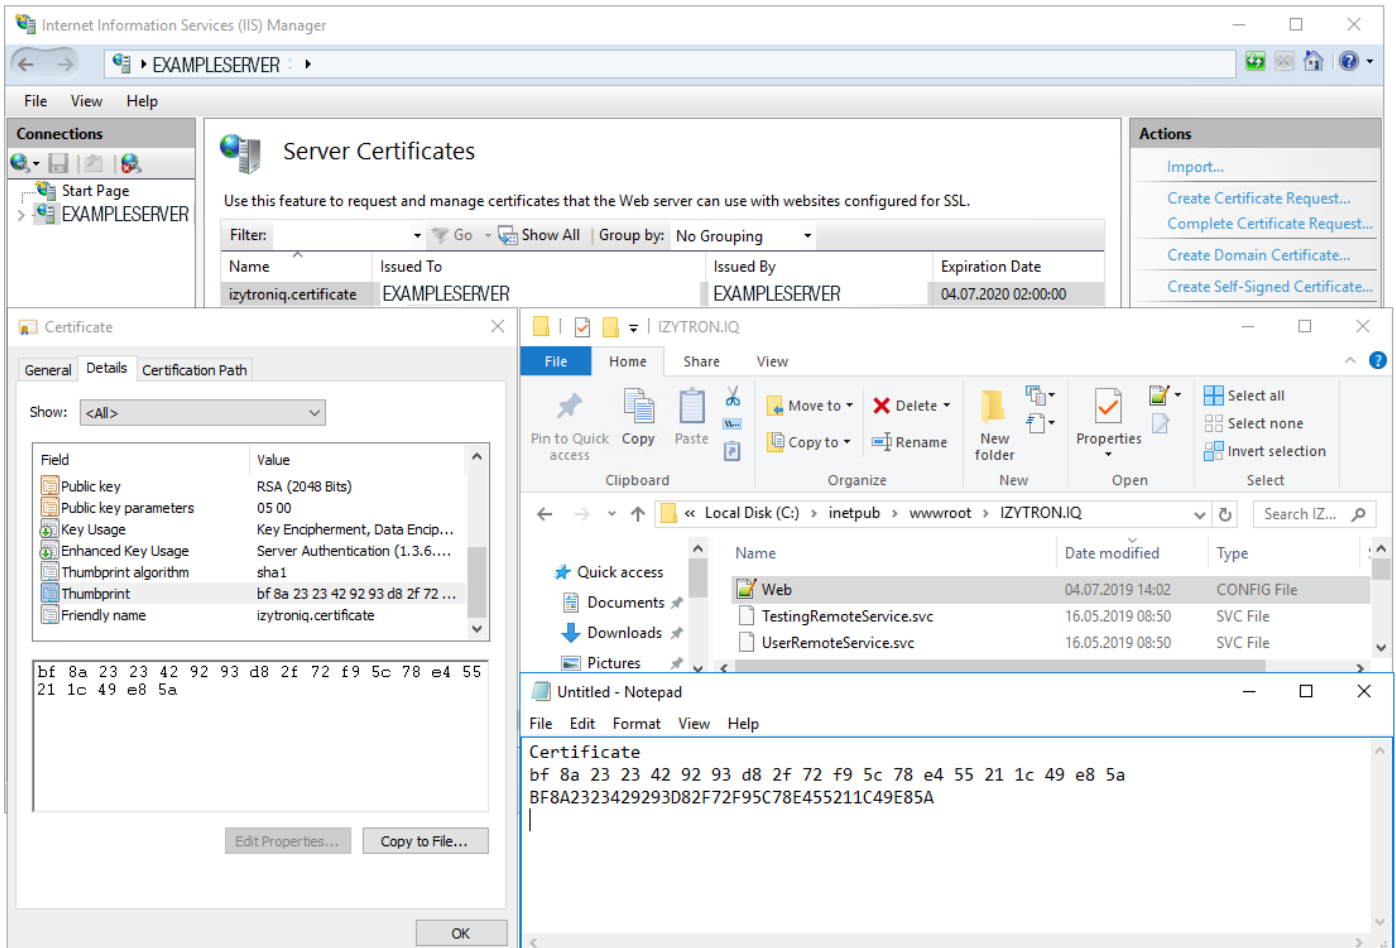 Internet Information Services (IIS) Manager
EXAMPLESERVER
File View Help
Connections
Start Page
EXAMPLESERVER
Server Certificates
Use this feature to request and manage certificates that the Web server can use with websites configured for SSL.
Filter: Go Show All Group by: No Grouping
Name Issued To Issued By Expiration Date
izytroniq.certificate EXAMPLESERVER EXAMPLESERVER 04.07.2020 02:00:00
Actions
Import...
Create Certificate Request...
Complete Certificate Request...
Create Domain Certificate...
Create Self-Signed Certificate...
Certificate
General Details Certification Path
Show: <All>
Field Value
Public key RSA (2048 Bits)
Public key parameters 05 00
Key Usage Key Encipherment, Data Encip...
Enhanced Key Usage Server Authentication (1.3.6....
Thumbprint algorithm sha1
Thumbprint bf 8a 23 23 42 92 93 d8 2f 72 ...
Friendly name izytroniq.certificate
bf 8a 23 23 42 92 93 d8 2f 72 f9 5c 78 e4 55
21 1c 49 e8 5a
Edit Properties... Copy to File...
OK
IZYTRON.IQ
File Home Share View
Pin to Quick access
Copy
Paste
Clipboard
Move to
Copy to
Delete
Rename
Organize
New folder
New
Properties
Open
Select all
Select none
Invert selection
Select
« Local Disk (C:) › inetpub › wwwroot › IZYTRON.IQ
Search IZ...
Quick access
Documents
Downloads
Pictures
Name Date modified Type
Web 04.07.2019 14:02 CONFIG File
TestingRemoteService.svc 16.05.2019 08:50 SVC File
UserRemoteService.svc 16.05.2019 08:50 SVC File
Untitled - Notepad
File Edit Format View Help
Certificate
bf 8a 23 23 42 92 93 d8 2f 72 f9 5c 78 e4 55 21 1c 49 e8 5a
BF8A2323429293D82F72F95C78E455211C49E85A